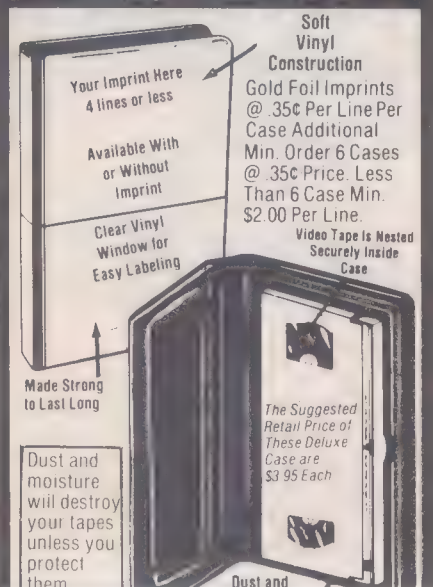 Soft
Vinyl
Construction
Gold Foil Imprints
@ .35¢ Per Line Per
Case Additional
Min. Order 6 Cases
@ .35¢ Price. Less
Than 6 Case Min.
$2.00 Per Line.
Your Imprint Here
4 lines or less
Available With
or Without
Imprint
Clear Vinyl
Window for
Easy Labeling
Video Tape Is Nested
Securely Inside
Case
Made Strong
to Last Long
The Suggested
Retail Price of
These Deluxe
Case are
$3 95 Each
Dust and
moisture
will destroy
your tapes
unless you
protect
them
Dust and